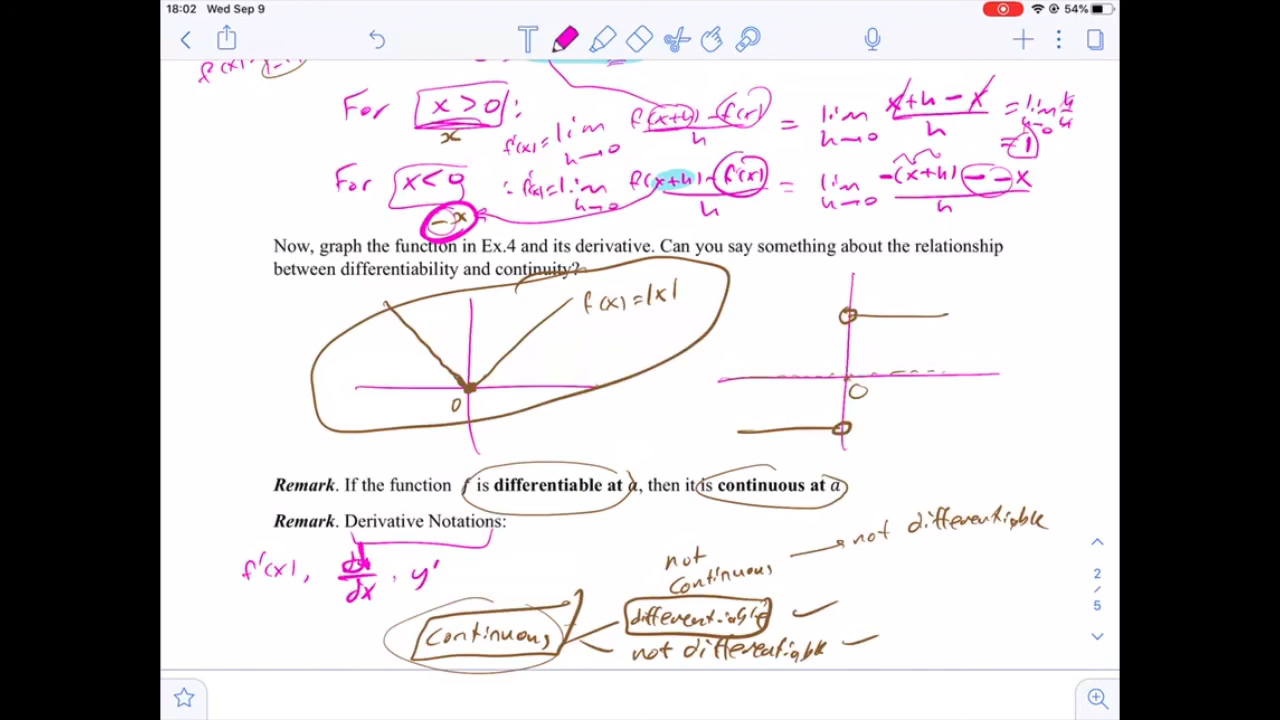 18:02 Wed Sep 9 54%
T
For x > 0 : f'(x) = lim h→0 f(x+h) - f(x) / h = lim h→0 x+h - x / h = lim h→0 h/h = 1
x
For x < 0 : f'(x) = lim h→0 f(x+h) - f(x) / h = lim h→0 -(x+h) - - x / h
- x
Now, graph the function in Ex.4 and its derivative. Can you say something about the relationship
between differentiability and continuity?
f(x) = |x|
0
0
Remark. If the function f is differentiable at a, then it is continuous at a
Remark. Derivative Notations:
f'(x), dy/dx, y'
not continuous → not differentiable
continuous
differentiable
not differentiable
2
/
5